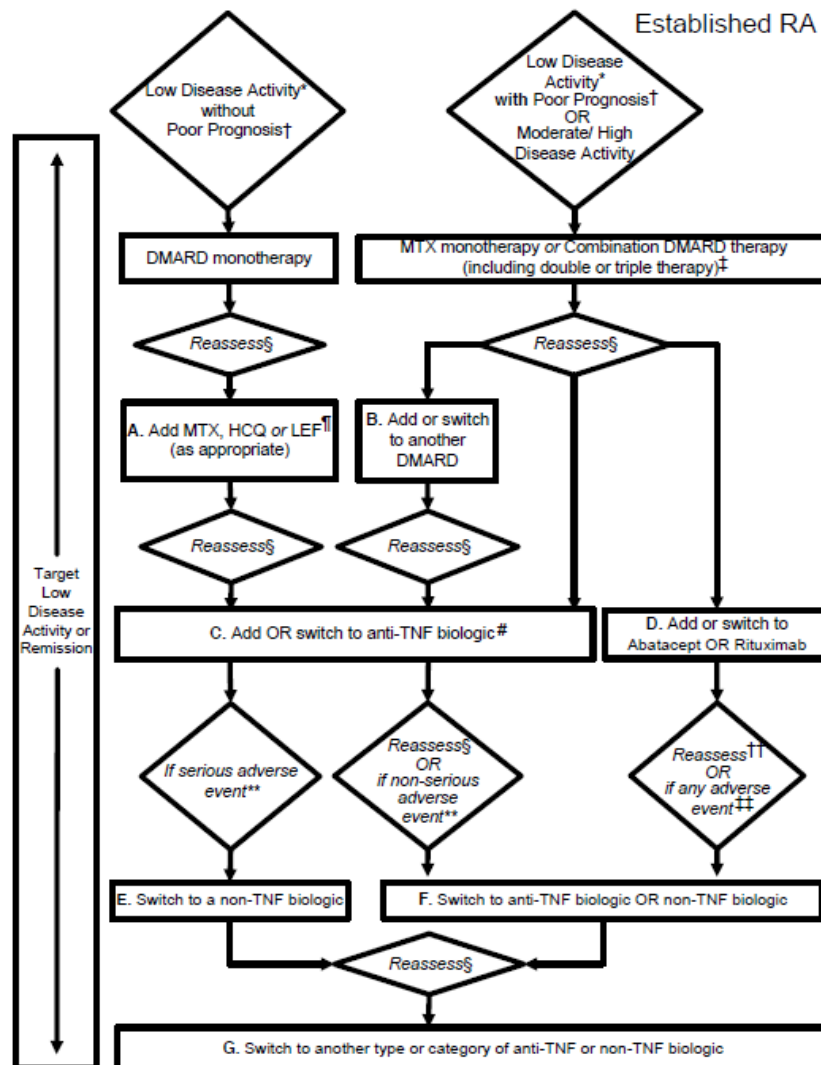 Established RA
Low Disease Activity*
without
Poor Prognosis†
Low Disease
Activity*
with Poor Prognosis†
OR
Moderate/ High
Disease Activity
DMARD monotherapy
MTX monotherapy or Combination DMARD therapy
(including double or triple therapy)‡
Reassess§
Reassess§
A. Add MTX, HCQ or LEF¶
(as appropriate)
B. Add or switch
to another
DMARD
Reassess§
Reassess§
Target
Low
Disease
Activity or
Remission
C. Add OR switch to anti-TNF biologic#
D. Add or switch to
Abatacept OR Rituximab
If serious adverse
event**
Reassess§
OR
if non-serious
adverse
event**
Reassess††
OR
if any adverse
event‡‡
E. Switch to a non-TNF biologic
F. Switch to anti-TNF biologic OR non-TNF biologic
Reassess§
G. Switch to another type or category of anti-TNF or non-TNF biologic